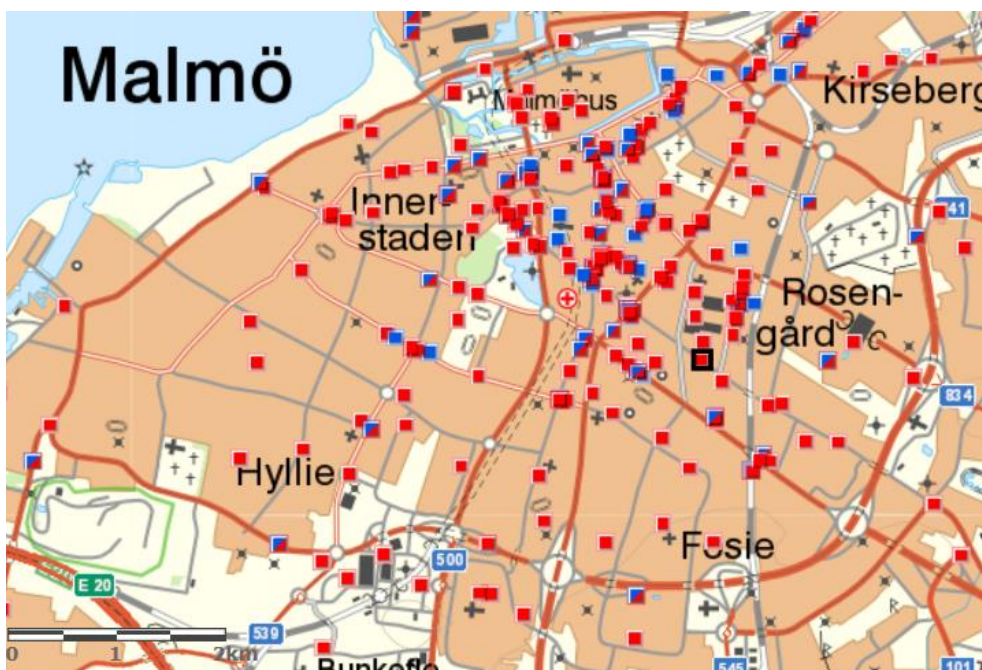 Malmö
Malmöhus
Kirseberg
Inner-
staden
41
Rosen-
gård
834
Hyllie
Fosie
500
E 20
539
0 1 2km
Bunkeflo
545
101